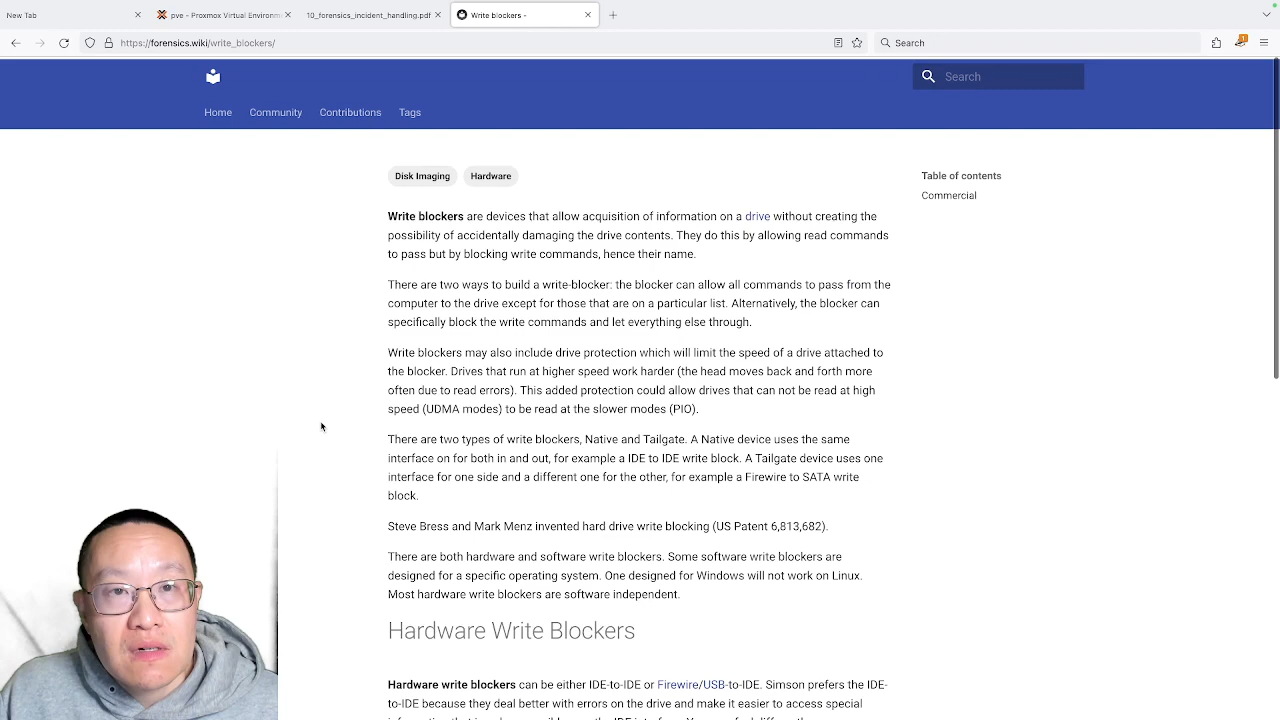 New Tab
pve - Proxmox Virtual Environm
10_forensics_incident_handling.pdf
Write blockers -
https://forensics.wiki/write_blockers/
Search
1
Search
Home
Community
Contributions
Tags
Disk Imaging
Hardware
Table of contents
Commercial
Write blockers are devices that allow acquisition of information on a drive without creating the
possibility of accidentally damaging the drive contents. They do this by allowing read commands
to pass but by blocking write commands, hence their name.
There are two ways to build a write-blocker: the blocker can allow all commands to pass from the
computer to the drive except for those that are on a particular list. Alternatively, the blocker can
specifically block the write commands and let everything else through.
Write blockers may also include drive protection which will limit the speed of a drive attached to
the blocker. Drives that run at higher speed work harder (the head moves back and forth more
often due to read errors). This added protection could allow drives that can not be read at high
speed (UDMA modes) to be read at the slower modes (PIO).
There are two types of write blockers, Native and Tailgate. A Native device uses the same
interface on for both in and out, for example a IDE to IDE write block. A Tailgate device uses one
interface for one side and a different one for the other, for example a Firewire to SATA write
block.
Steve Bress and Mark Menz invented hard drive write blocking (US Patent 6,813,682).
There are both hardware and software write blockers. Some software write blockers are
designed for a specific operating system. One designed for Windows will not work on Linux.
Most hardware write blockers are software independent.
Hardware Write Blockers
Hardware write blockers can be either IDE-to-IDE or Firewire/USB-to-IDE. Simson prefers the IDE-
to-IDE because they deal better with errors on the drive and make it easier to access special